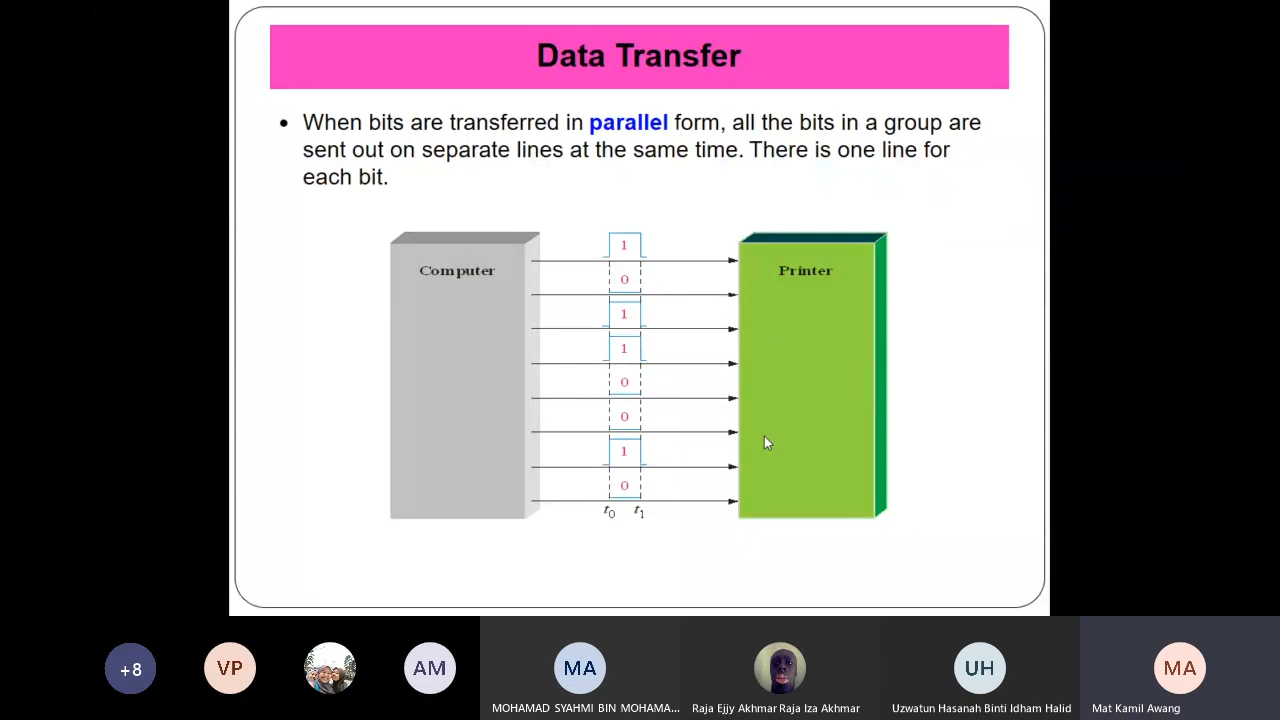 Data Transfer
• When bits are transferred in parallel form, all the bits in a group are
sent out on separate lines at the same time. There is one line for
each bit.
Computer
1
0
1
1
0
0
1
0
t0 t1
Printer
+8
VP
AM
MA
UH
MA
MOHAMAD SYAHMI BIN MOHAMA...
Raja Ejjy Akhmar Raja Iza Akhmar
Uzwatun Hasanah Binti Idham Halid
Mat Kamil Awang